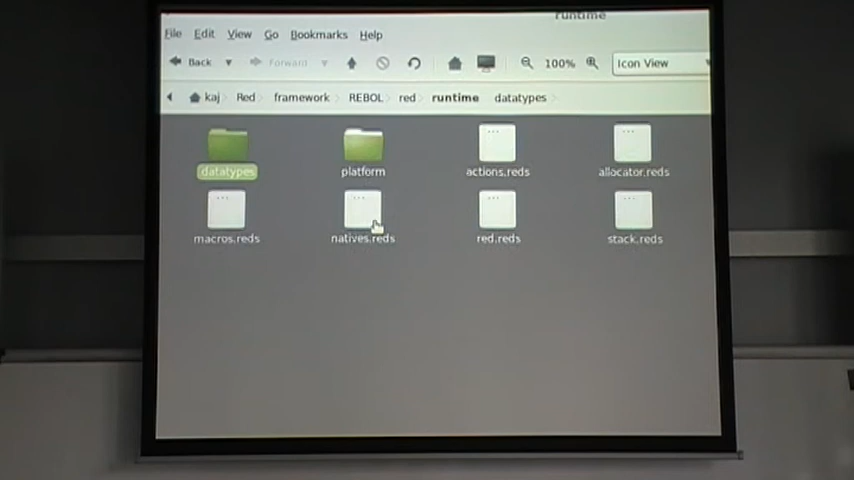 runtime
File Edit View Go Bookmarks Help
Back Forward 100% Icon View
kaj Red framework REBOL red runtime datatypes
datatypes platform actions.reds allocator.reds
macros.reds natives.reds red.reds stack.reds